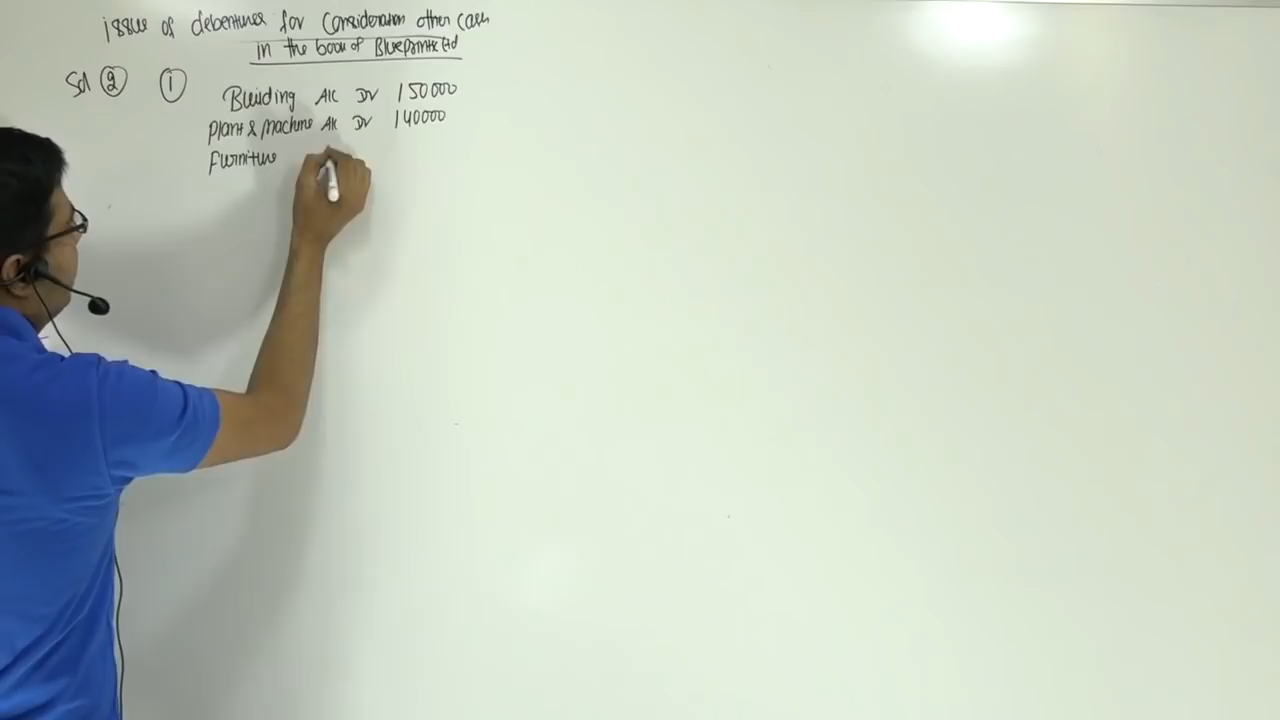 issue of debentures for Consideration other Cash
in the book of Blueprints Ltd
Sol ② ① Building A/C Dr 150000
Plant & Machine A/c Dr 140000
Furniture